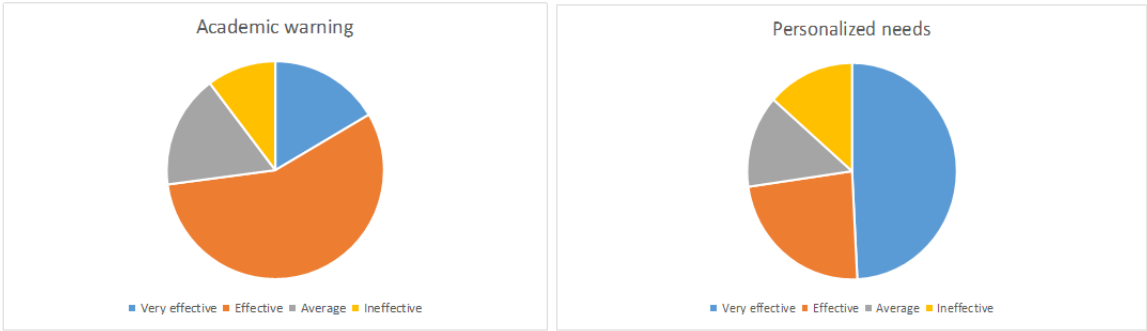 Academic warning
Very effective Effective Average Ineffective
Personalized needs
Very effective Effective Average Ineffective